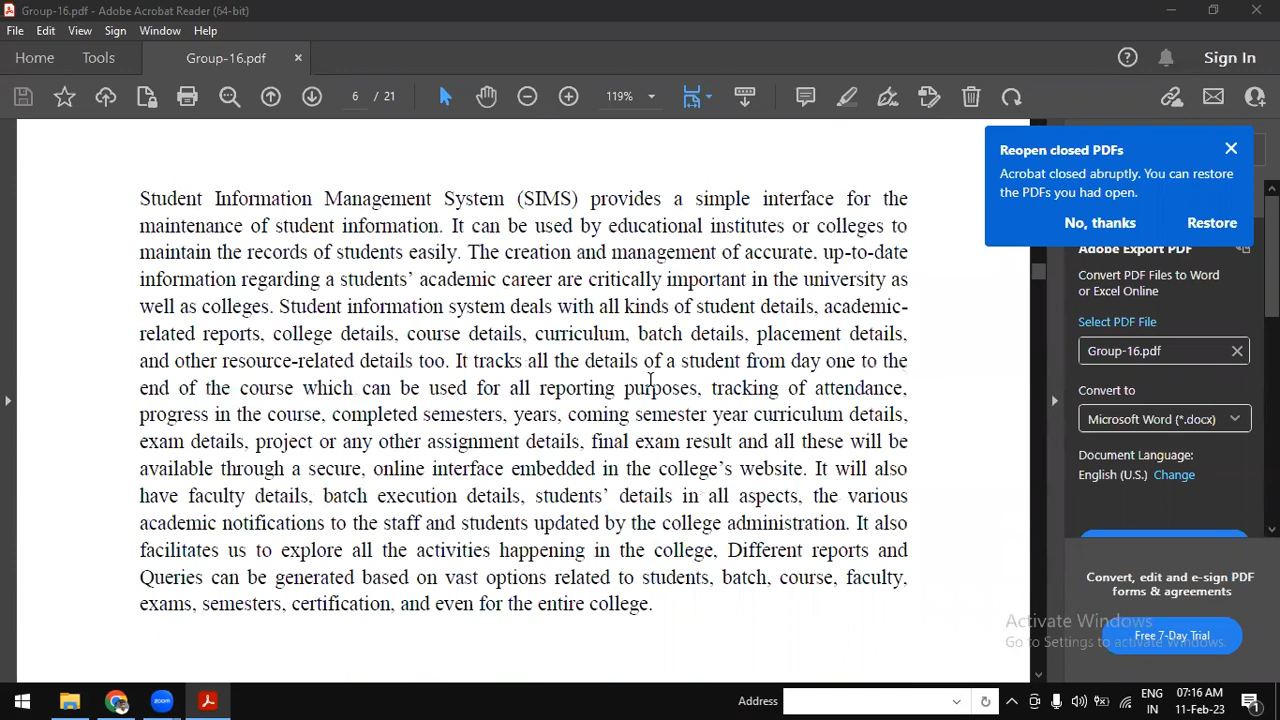 Group-16.pdf - Adobe Acrobat Reader (64-bit)
File Edit View Sign Window Help
Home Tools Group-16.pdf × Sign In
6 / 21 119%
Student Information Management System (SIMS) provides a simple interface for the
maintenance of student information. It can be used by educational institutes or colleges to
maintain the records of students easily. The creation and management of accurate, up-to-date
information regarding a students’ academic career are critically important in the university as
well as colleges. Student information system deals with all kinds of student details, academic-
related reports, college details, course details, curriculum, batch details, placement details,
and other resource-related details too. It tracks all the details of a student from day one to the
end of the course which can be used for all reporting purposes, tracking of attendance,
progress in the course, completed semesters, years, coming semester year curriculum details,
exam details, project or any other assignment details, final exam result and all these will be
available through a secure, online interface embedded in the college’s website. It will also
have faculty details, batch execution details, students’ details in all aspects, the various
academic notifications to the staff and students updated by the college administration. It also
facilitates us to explore all the activities happening in the college, Different reports and
Queries can be generated based on vast options related to students, batch, course, faculty,
exams, semesters, certification, and even for the entire college.
Reopen closed PDFs
Acrobat closed abruptly. You can restore
the PDFs you had open.
No, thanks Restore
Adobe Export PDF
Convert PDF Files to Word
or Excel Online
Select PDF File
Group-16.pdf
Convert to
Microsoft Word (*.docx)
Document Language:
English (U.S.) Change
Convert, edit and e-sign PDF
forms & agreements
Free 7-Day Trial
Activate Windows
Go to Settings to activate Windows.
zoom
Address
ENG
IN
07:16 AM
11-Feb-23
1